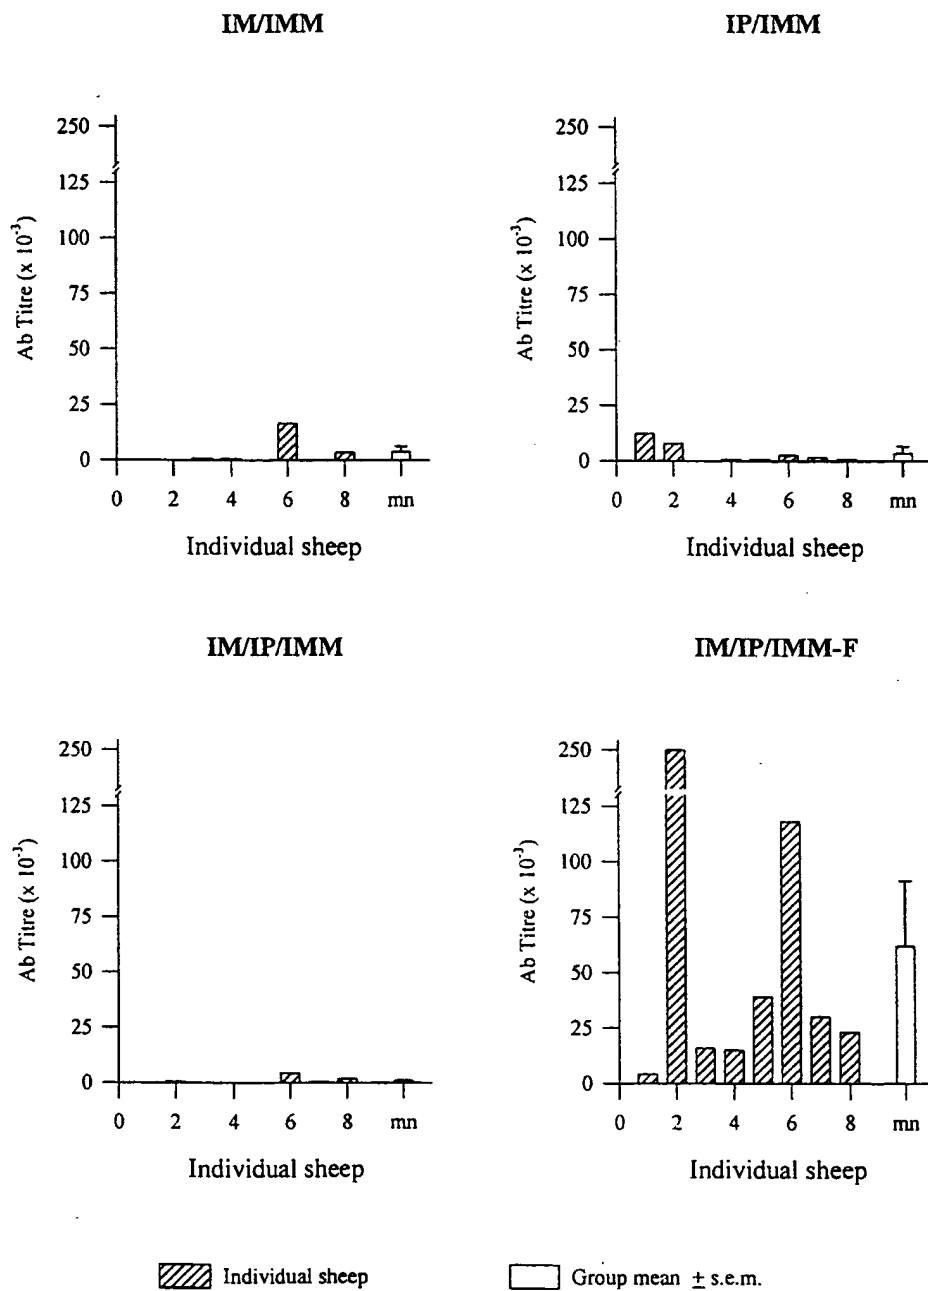 IM/IMM
250
125
100
75
50
25
0
Ab Titre (x 10⁻³)
0 2 4 6 8 mn
Individual sheep
IP/IMM
250
125
100
75
50
25
0
Ab Titre (x 10⁻³)
0 2 4 6 8 mn
Individual sheep
IM/IP/IMM
250
125
100
75
50
25
0
Ab Titre (x 10⁻³)
0 2 4 6 8 mn
Individual sheep
IM/IP/IMM-F
250
125
100
75
50
25
0
Ab Titre (x 10⁻³)
0 2 4 6 8 mn
Individual sheep
Individual sheep
Group mean ± s.e.m.